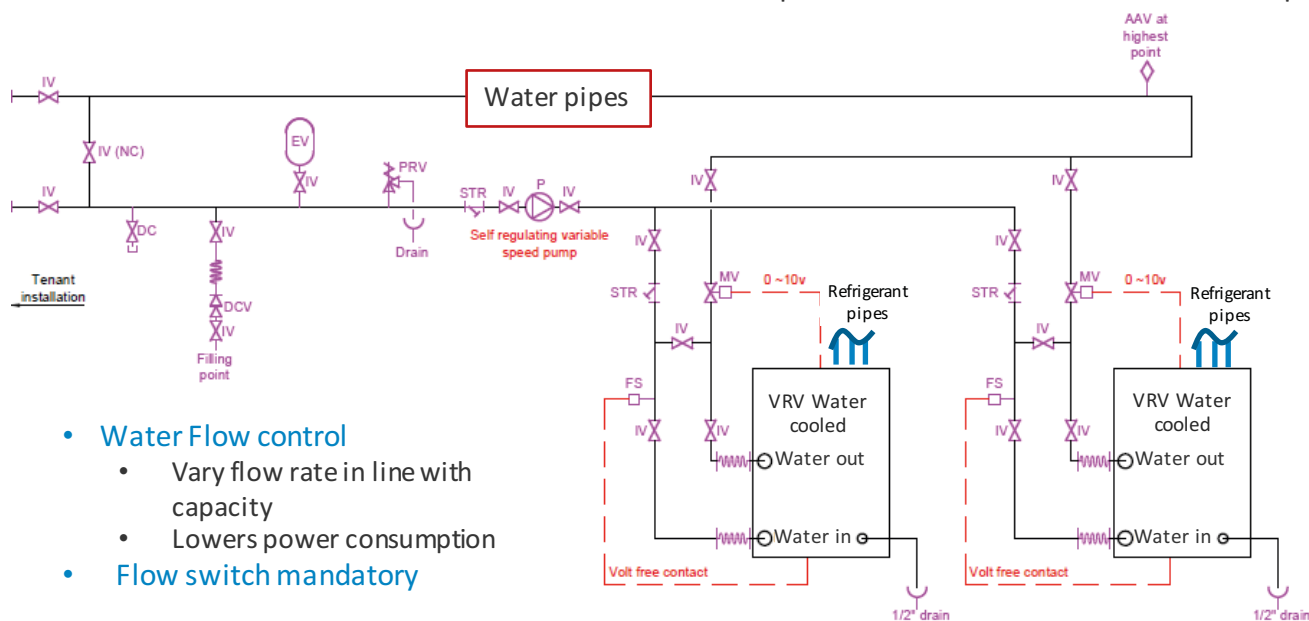 AAV at
highest
point
IV
Water pipes
EV
IV (NC)
IV
PRV
IV
IV
IV
STR
IV
P
IV
DC
IV
Drain
Self regulating variable
speed pump
IV
IV
Tenant
installation
STR
MV
0 ~10v
Refrigerant
pipes
STR
MV
0 ~10v
Refrigerant
pipes
DCV
IV
IV
IV
Filling
point
FS
VRV Water
cooled
FS
VRV Water
cooled
IV
IV
IV
IV
Water out
Water out
Water in
Water in
Volt free contact
Volt free contact
1/2" drain
1/2" drain
• Water Flow control
• Vary flow rate in line with
capacity
• Lowers power consumption
• Flow switch mandatory